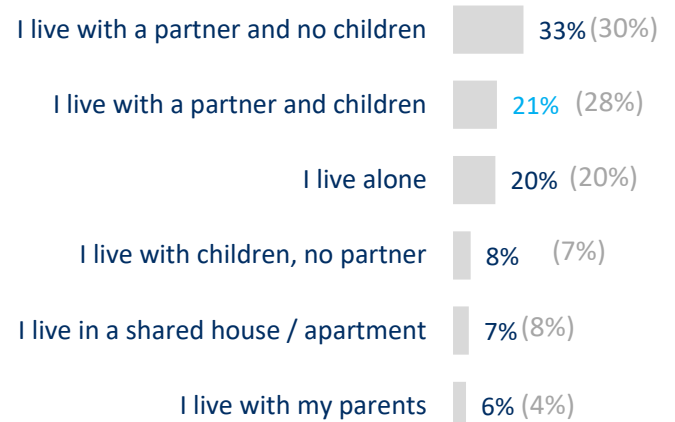 I live with a partner and no children 33% (30%)
I live with a partner and children 21% (28%)
I live alone 20% (20%)
I live with children, no partner 8% (7%)
I live in a shared house / apartment 7% (8%)
I live with my parents 6% (4%)